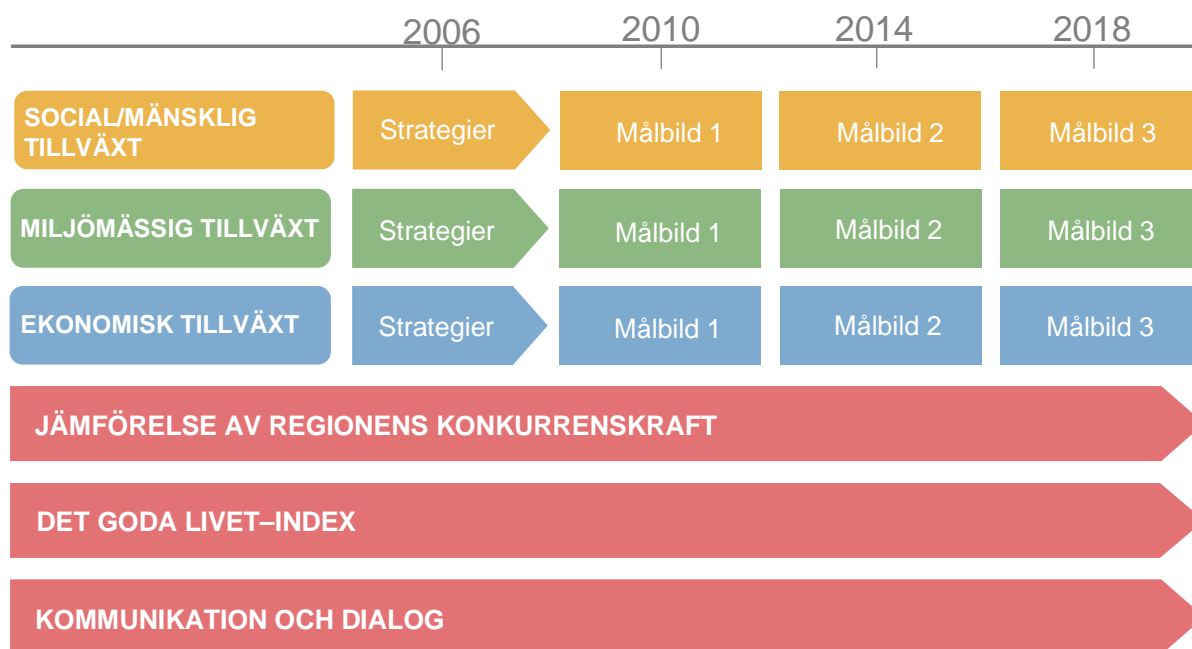 2006 2010 2014 2018
SOCIAL/MÄNSKLIG
TILLVÄXT
Strategier Målbild 1 Målbild 2 Målbild 3
MILJÖMÄSSIG TILLVÄXT Strategier Målbild 1 Målbild 2 Målbild 3
EKONOMISK TILLVÄXT Strategier Målbild 1 Målbild 2 Målbild 3
JÄMFÖRELSE AV REGIONENS KONKURRENSKRAFT
DET GODA LIVET–INDEX
KOMMUNIKATION OCH DIALOG